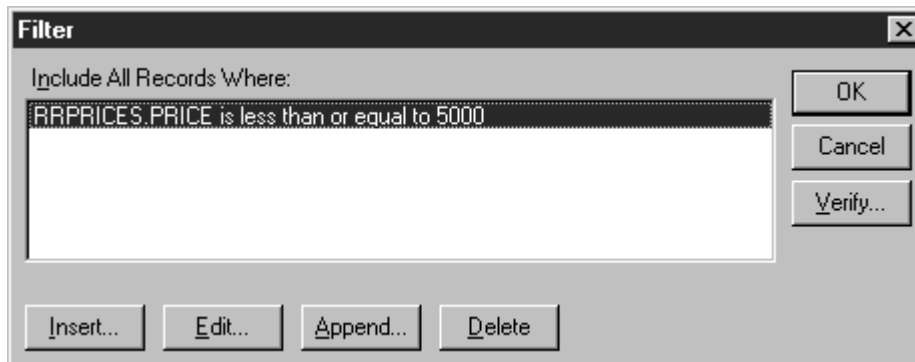 Filter
Include All Records Where:
RRPRICES.PRICE is less than or equal to 5000
OK
Cancel
Verify...
Insert...
Edit...
Append...
Delete